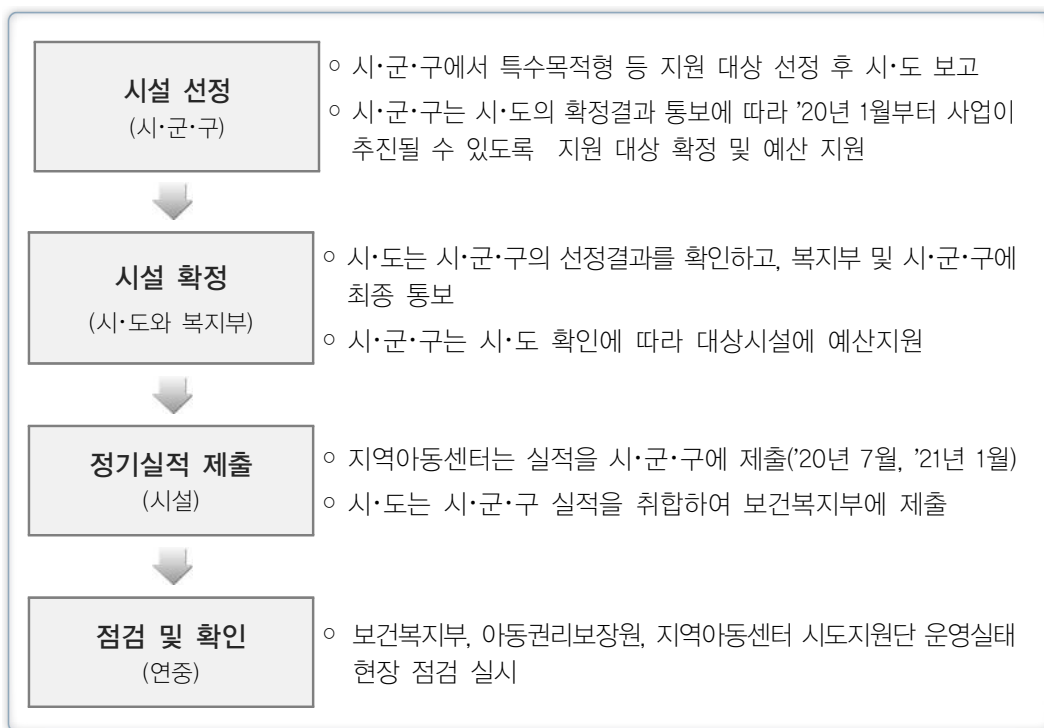 시설 선정
(시·군·구)
○ 시·군·구에서 특수목적형 등 지원 대상 선정 후 시·도 보고
○ 시·군·구는 시·도의 확정결과 통보에 따라 ’20년 1월부터 사업이
추진될 수 있도록 지원 대상 확정 및 예산 지원
시설 확정
(시·도와 복지부)
○ 시·도는 시·군·구의 선정결과를 확인하고, 복지부 및 시·군·구에
최종 통보
○ 시·군·구는 시·도 확인에 따라 대상시설에 예산지원
정기실적 제출
(시설)
○ 지역아동센터는 실적을 시·군·구에 제출(’20년 7월, ’21년 1월)
○ 시·도는 시·군·구 실적을 취합하여 보건복지부에 제출
점검 및 확인
(연중)
○ 보건복지부, 아동권리보장원, 지역아동센터 시도지원단 운영실태
현장 점검 실시